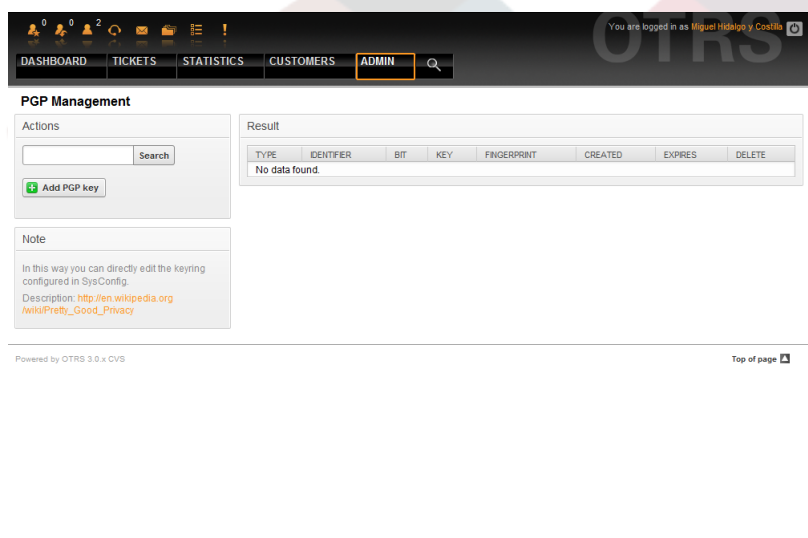 OTRS
0 0 2
You are logged in as Miguel Hidalgo y Costilla
DASHBOARD TICKETS STATISTICS CUSTOMERS ADMIN
PGP Management
Actions
Search
Add PGP key
Note
In this way you can directly edit the keyring
configured in SysConfig.
Description: http://en.wikipedia.org
/wiki/Pretty_Good_Privacy
Result
TYPE IDENTIFIER BIT KEY FINGERPRINT CREATED EXPIRES DELETE
No data found.
Powered by OTRS 3.0.x CVS
Top of page